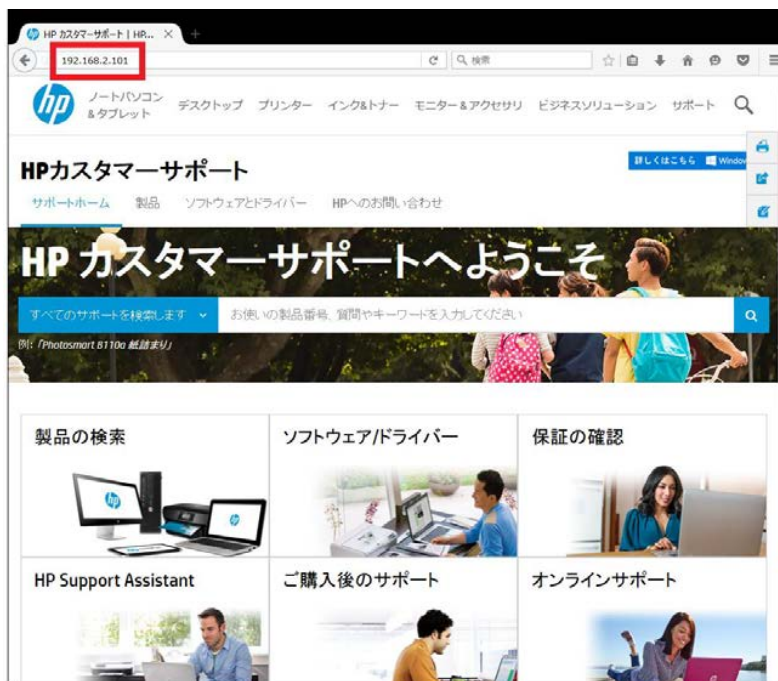 HP カスタマーサポート | HP...
192.168.2.101
検索
hp
ノートパソコン
&タブレット
デスクトップ プリンター インク&トナー モニター&アクセサリ ビジネスソリューション サポート
HPカスタマーサポート
詳しくはこちら Window
サポートホーム 製品 ソフトウェアとドライバー HPへのお問い合わせ
HP カスタマーサポートへようこそ
すべてのサポートを検索します お使いの製品番号、質問やキーワードを入力してください
例:「Photosmart B110a 紙詰まり」
製品の検索 ソフトウェア/ドライバー 保証の確認
HP Support Assistant ご購入後のサポート オンラインサポート